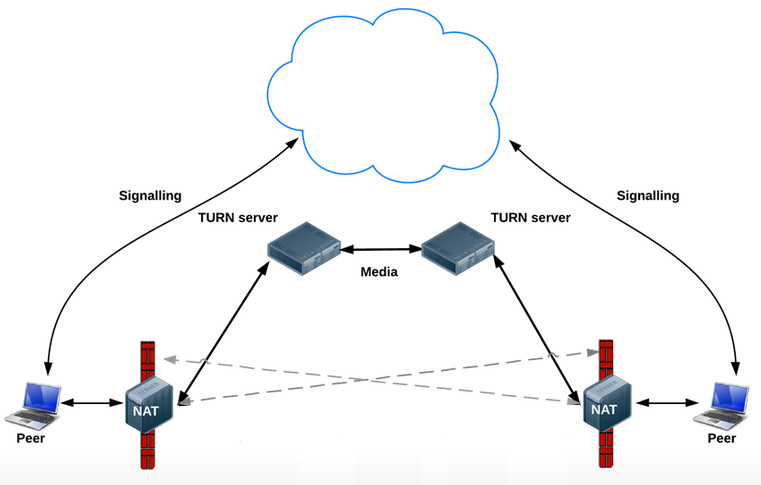 Signalling
Signalling
TURN server
TURN server
Media
NAT
NAT
Peer
Peer